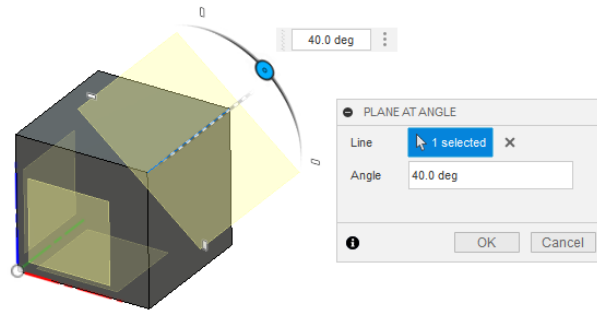 40.0 deg
PLANE AT ANGLE
Line
1 selected
Angle
40.0 deg
OK
Cancel